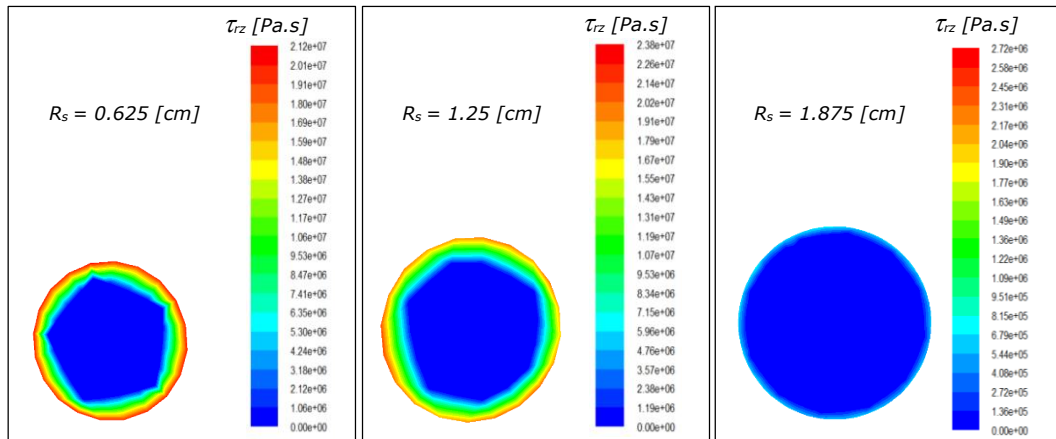 τrz [Pa.s]
2.12e+07
2.01e+07
1.91e+07
1.80e+07
1.69e+07
1.59e+07
1.48e+07
1.38e+07
1.27e+07
1.17e+07
1.06e+07
9.53e+06
8.47e+06
7.41e+06
6.35e+06
5.30e+06
4.24e+06
3.18e+06
2.12e+06
1.06e+06
0.00e+00
Rs = 0.625 [cm]
τrz [Pa.s]
2.38e+07
2.26e+07
2.14e+07
2.02e+07
1.91e+07
1.79e+07
1.67e+07
1.55e+07
1.43e+07
1.31e+07
1.19e+07
1.07e+07
9.53e+06
8.34e+06
7.15e+06
5.96e+06
4.76e+06
3.57e+06
2.38e+06
1.19e+06
0.00e+00
Rs = 1.25 [cm]
τrz [Pa.s]
2.72e+06
2.58e+06
2.45e+06
2.31e+06
2.17e+06
2.04e+06
1.90e+06
1.77e+06
1.63e+06
1.49e+06
1.36e+06
1.22e+06
1.09e+06
9.51e+05
8.15e+05
6.79e+05
5.44e+05
4.08e+05
2.72e+05
1.36e+05
0.00e+00
Rs = 1.875 [cm]